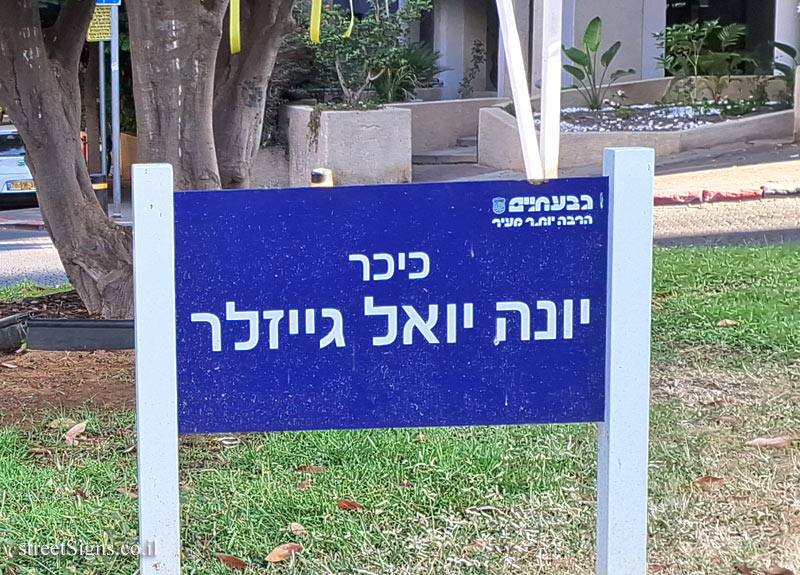 גבעתיים
הרבה יותר מעיר
כיכר
יונה יואל גייזלר
streetSigns.co.il